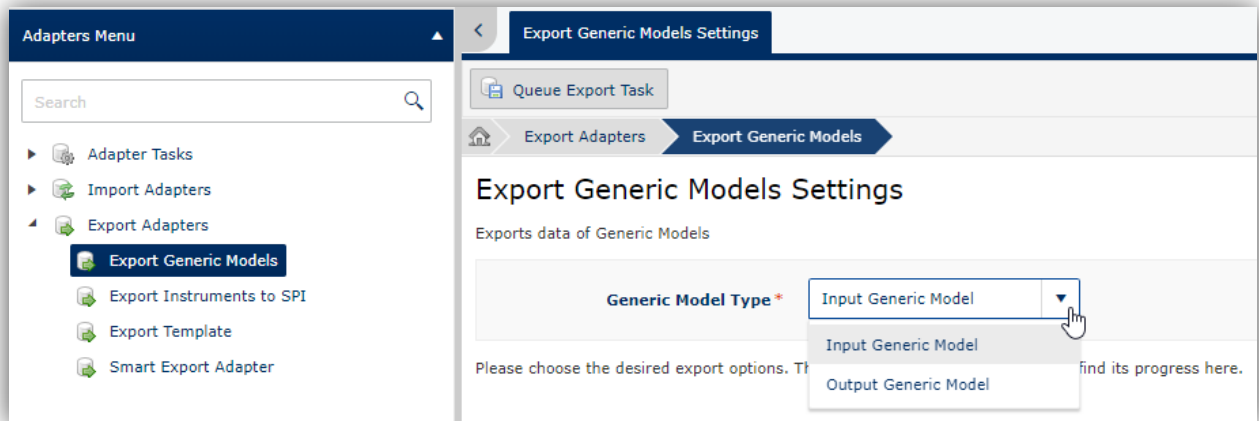 Adapters Menu
Search
Adapter Tasks
Import Adapters
Export Adapters
Export Generic Models
Export Instruments to SPI
Export Template
Smart Export Adapter
Export Generic Models Settings
Queue Export Task
Export Adapters Export Generic Models
Export Generic Models Settings
Exports data of Generic Models
Generic Model Type * Input Generic Model
Input Generic Model
Output Generic Model
Please choose the desired export options. find its progress here.